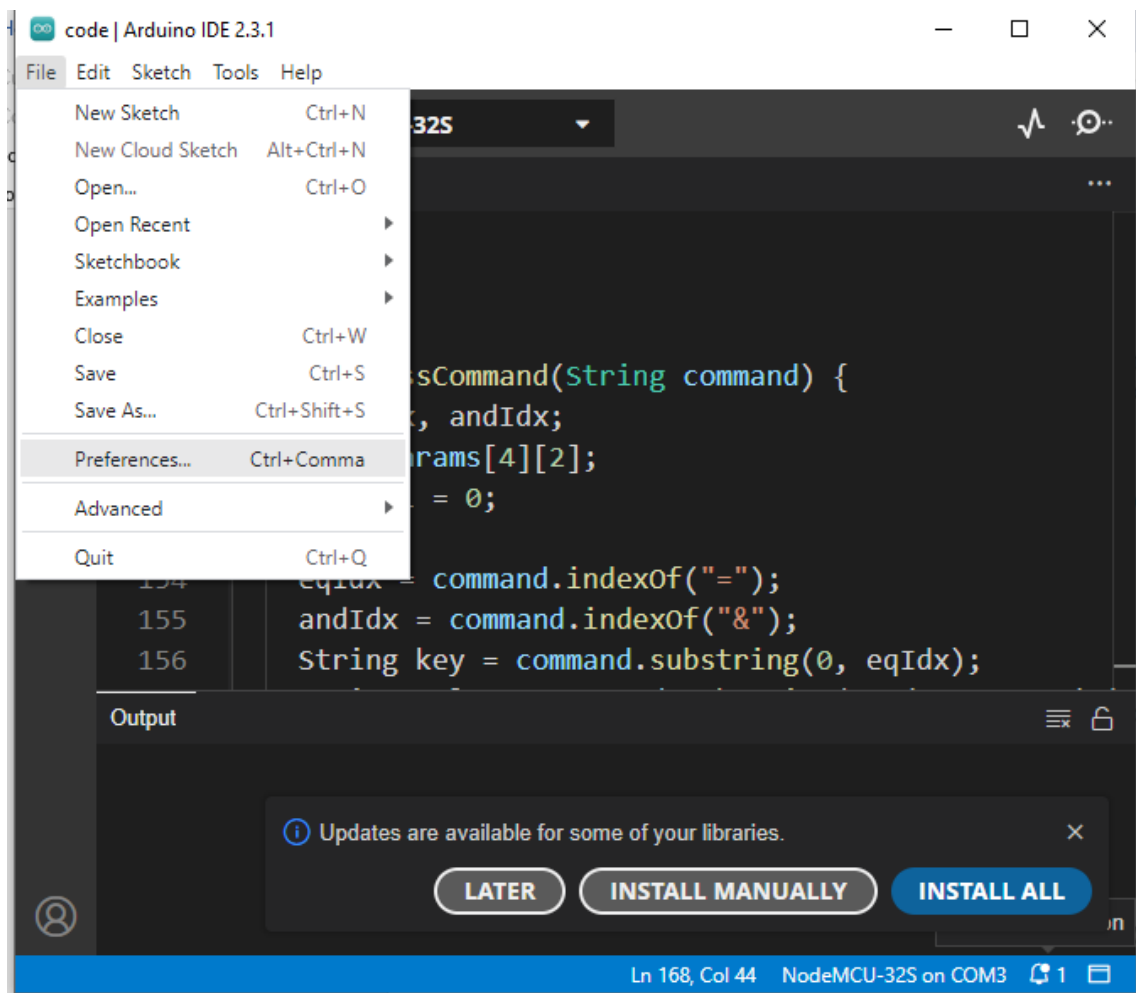 code | Arduino IDE 2.3.1
File Edit Sketch Tools Help
New Sketch Ctrl+N
New Cloud Sketch Alt+Ctrl+N
Open... Ctrl+O
Open Recent
Sketchbook
Examples
Close Ctrl+W
Save Ctrl+S
Save As... Ctrl+Shift+S
Preferences... Ctrl+Comma
Advanced
Quit Ctrl+Q
-32S
ssCommand(String command) {
, andIdx;
rams[4][2];
= 0;
154 eqIdx = command.indexOf("=");
155 andIdx = command.indexOf("&");
156 String key = command.substring(0, eqIdx);
Output
Updates are available for some of your libraries.
LATER INSTALL MANUALLY INSTALL ALL
Ln 168, Col 44 NodeMCU-32S on COM3 1